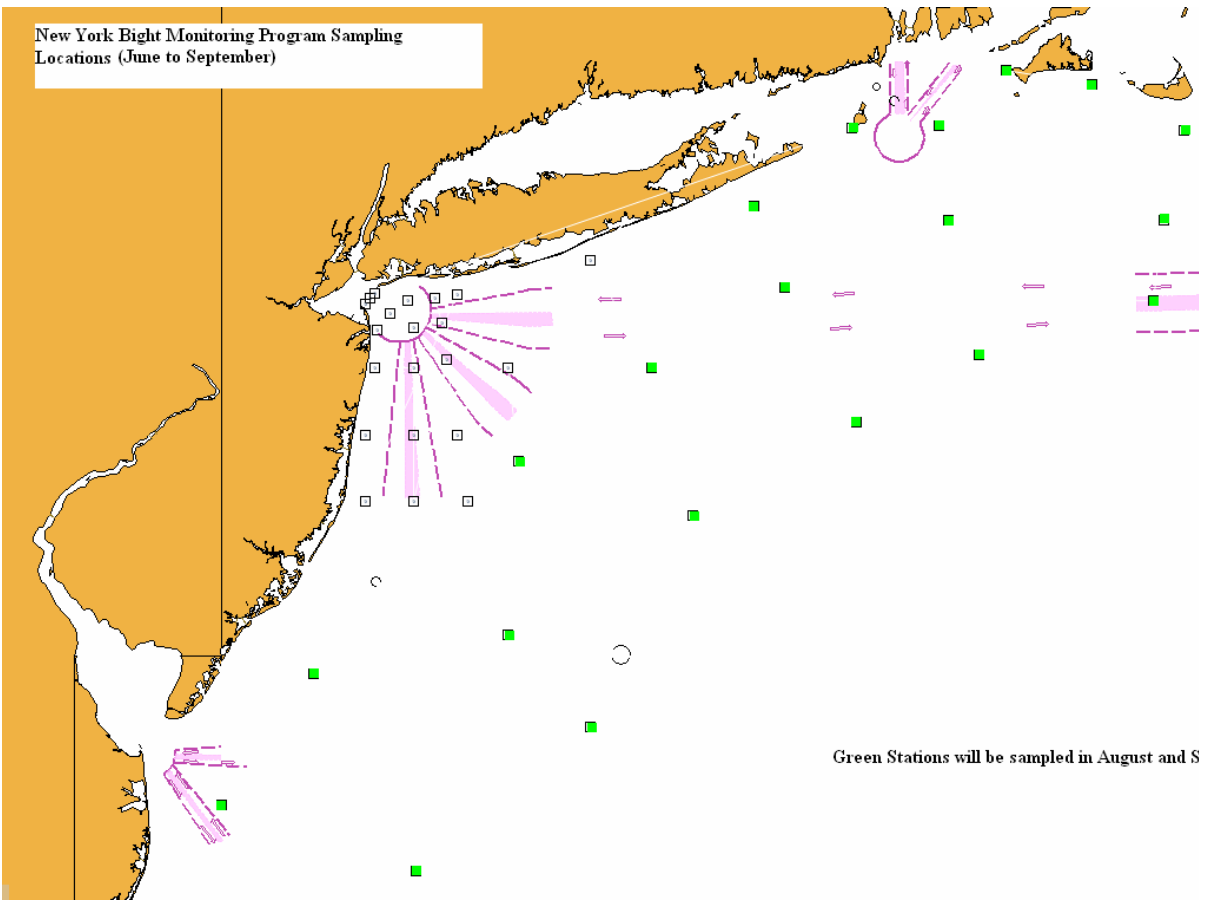 New York Bight Monitoring Program Sampling
Locations (June to September)
Green Stations will be sampled in August and S